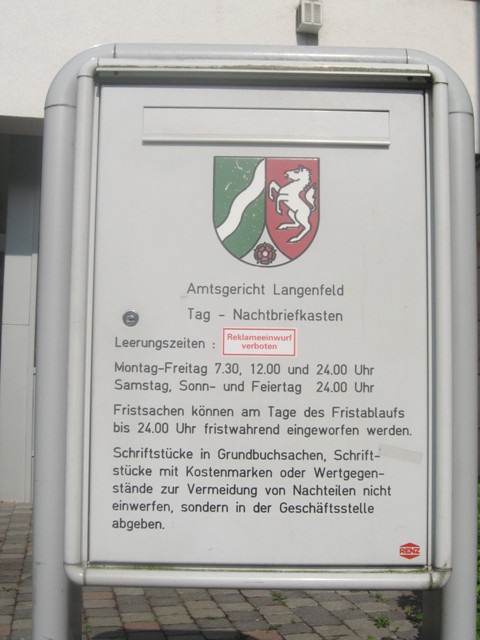 Amtsgericht Langenfeld
Tag - Nachtbriefkasten
Leerungszeiten :
Reklameeinwurf
verboten
Montag-Freitag 7.30, 12.00 und 24.00 Uhr
Samstag, Sonn- und Feiertag 24.00 Uhr
Fristsachen können am Tage des Fristablaufs
bis 24.00 Uhr fristwahrend eingeworfen werden.
Schriftstücke in Grundbuchsachen, Schrift-
stücke mit Kostenmarken oder Wertgegen-
stände zur Vermeidung von Nachteilen nicht
einwerfen, sondern in der Geschäftsstelle
abgeben.
RENZ